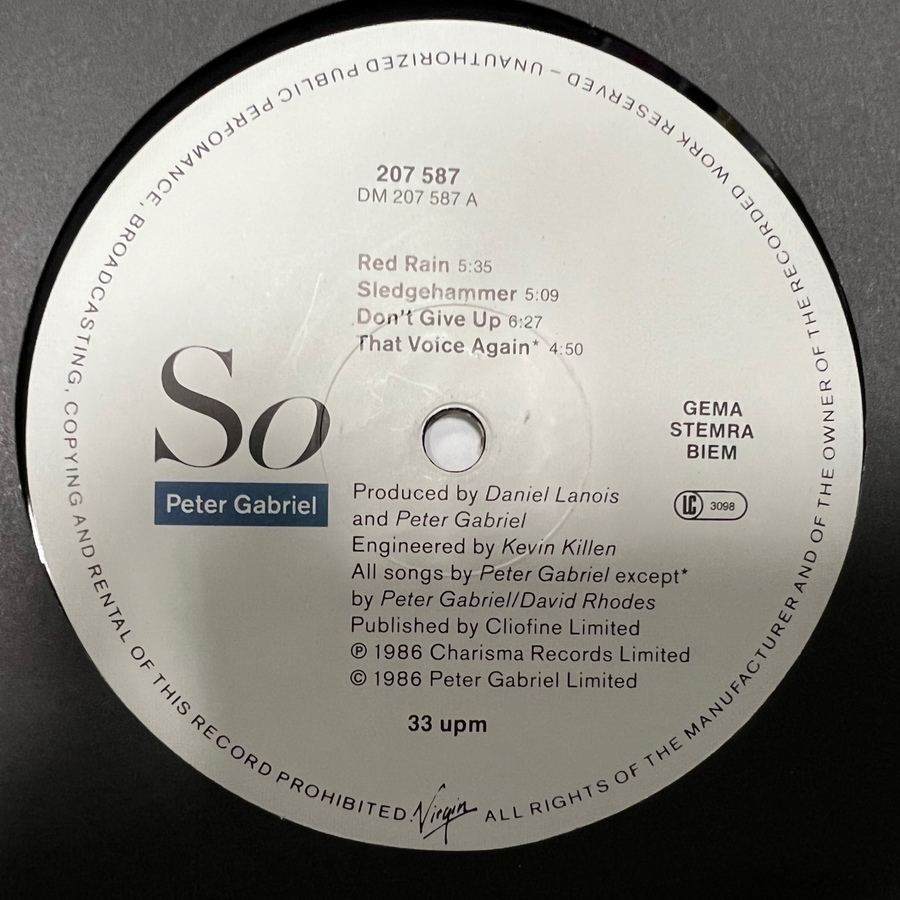 207 587
DM 207 587 A
Red Rain 5:35
Sledgehammer 5:09
Don't Give Up 6:27
That Voice Again* 4:50
So
Peter Gabriel
GEMA
STEMRA
BIEM
LC 3098
Produced by Daniel Lanois
and Peter Gabriel
Engineered by Kevin Killen
All songs by Peter Gabriel except*
by Peter Gabriel/David Rhodes
Published by Cliofine Limited
℗ 1986 Charisma Records Limited
© 1986 Peter Gabriel Limited
33 upm
Virgin
ALL RIGHTS OF THE MANUFACTURER AND OF THE OWNER OF THE RECORDED WORK RESERVED – UNAUTHORIZED PUBLIC PERFOMANCE, BROADCASTING, COPYING AND RENTAL OF THIS RECORD PROHIBITED.